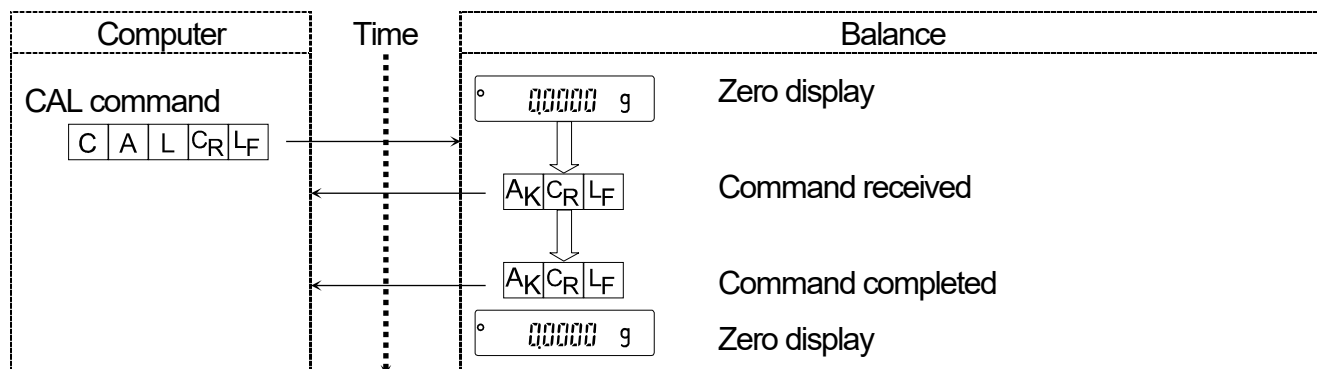 Computer Time Balance
CAL command
0.0000 g Zero display
C A L CR LF
AK CR LF Command received
AK CR LF Command completed
0.0000 g Zero display